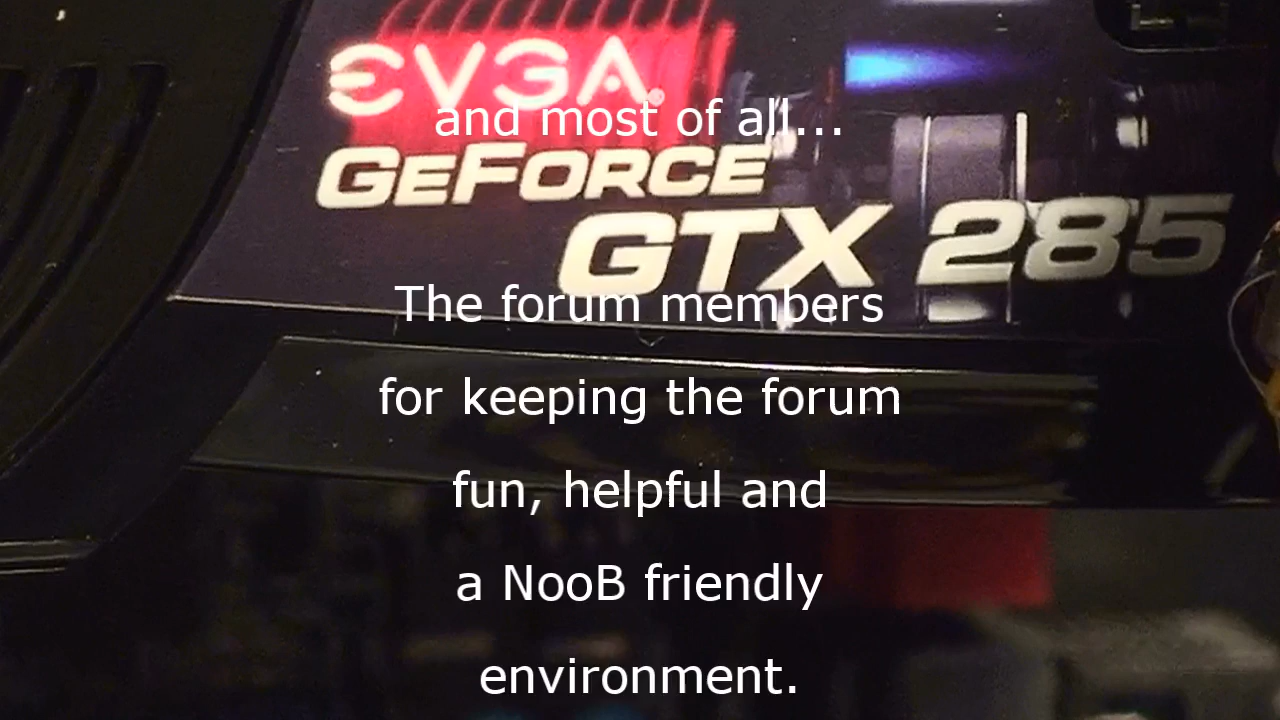 EVGA®
and most of all...
GEFORCE®
GTX 285
The forum members
for keeping the forum
fun, helpful and
a NooB friendly
environment.